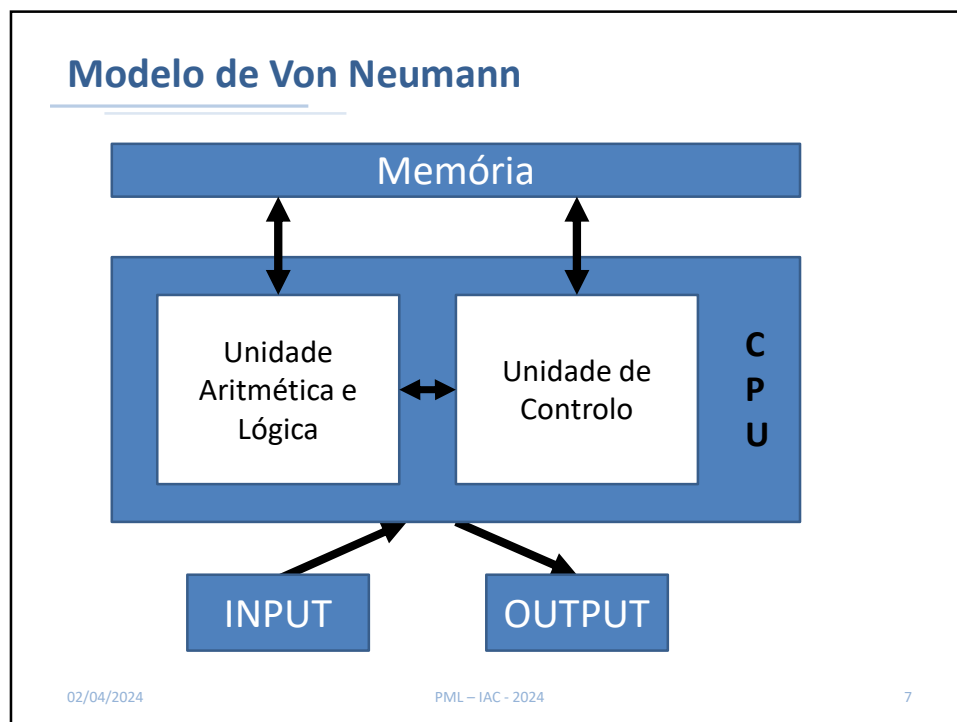 Modelo de Von Neumann
Memória
Unidade
Aritmética e
Lógica
Unidade de
Controlo
C
P
U
INPUT
OUTPUT
02/04/2024
PML – IAC - 2024
7